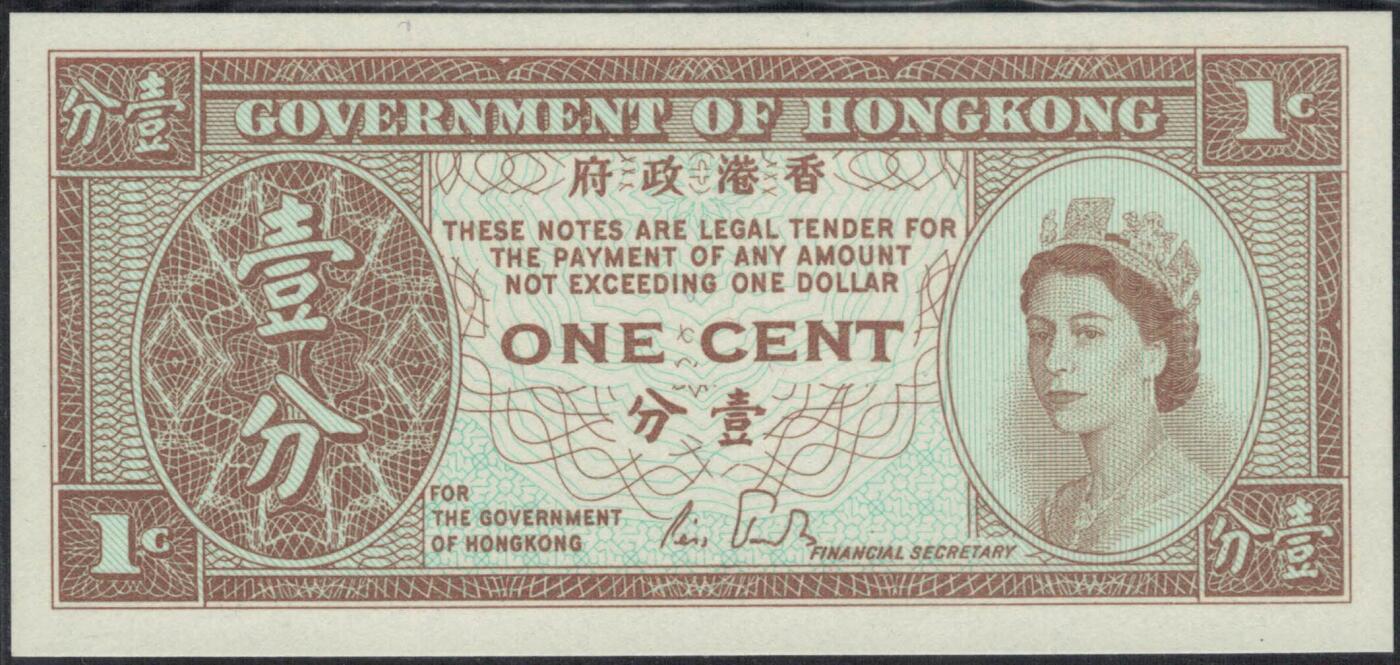 分壹
GOVERNMENT OF HONGKONG
1C
府政港香
THESE NOTES ARE LEGAL TENDER FOR
THE PAYMENT OF ANY AMOUNT
NOT EXCEEDING ONE DOLLAR
壹分
ONE CENT
分壹
FOR
THE GOVERNMENT
OF HONGKONG
FINANCIAL SECRETARY
1C
分壹